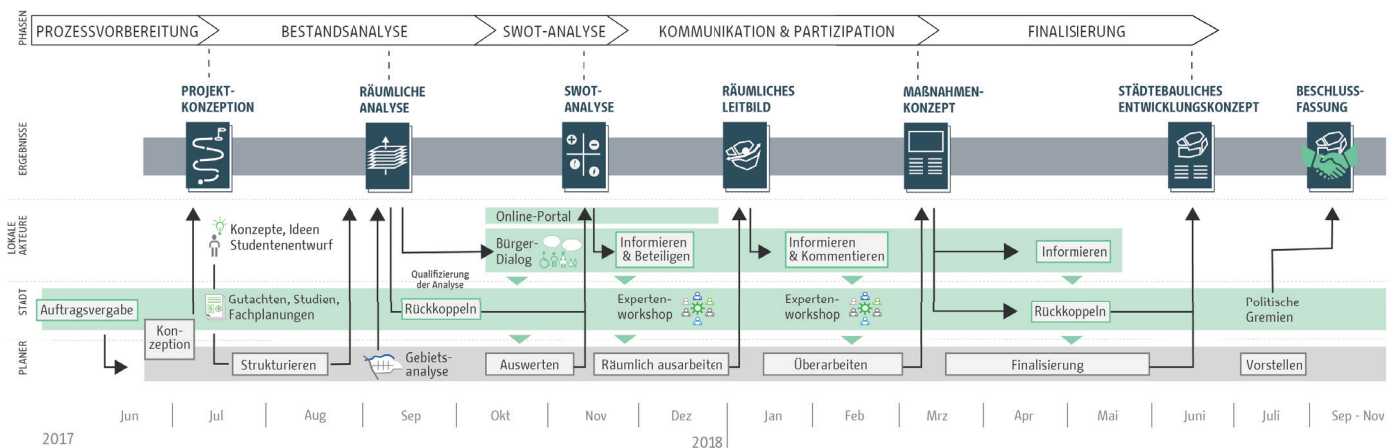 PHASEN
PROZESSVORBEREITUNG
BESTANDSANALYSE
SWOT-ANALYSE
KOMMUNIKATION & PARTIZIPATION
FINALISIERUNG
ERGEBNISSE
PROJEKT-
KONZEPTION
RÄUMLICHE
ANALYSE
SWOT-
ANALYSE
RÄUMLICHES
LEITBILD
MAẞNAHMEN-
KONZEPT
STÄDTEBAULICHES
ENTWICKLUNGSKONZEPT
BESCHLUSS-
FASSUNG
LOKALE
AKTEURE
Konzepte, Ideen
Studentenentwurf
Online-Portal
Bürger-
Dialog
Informieren
& Beteiligen
Informieren
& Kommentieren
Informieren
Qualifizierung
der Analyse
STADT
Auftragsvergabe
Gutachten, Studien,
Fachplanungen
Rückkoppeln
Experten-
workshop
Experten-
workshop
Rückkoppeln
Politische
Gremien
PLANER
Kon-
zeption
Strukturieren
Gebiets-
analyse
Auswerten
Räumlich ausarbeiten
Überarbeiten
Finalisierung
Vorstellen
Jun
Jul
Aug
Sep
Okt
Nov
Dez
Jan
Feb
Mrz
Apr
Mai
Juni
Juli
Sep - Nov
2017
2018